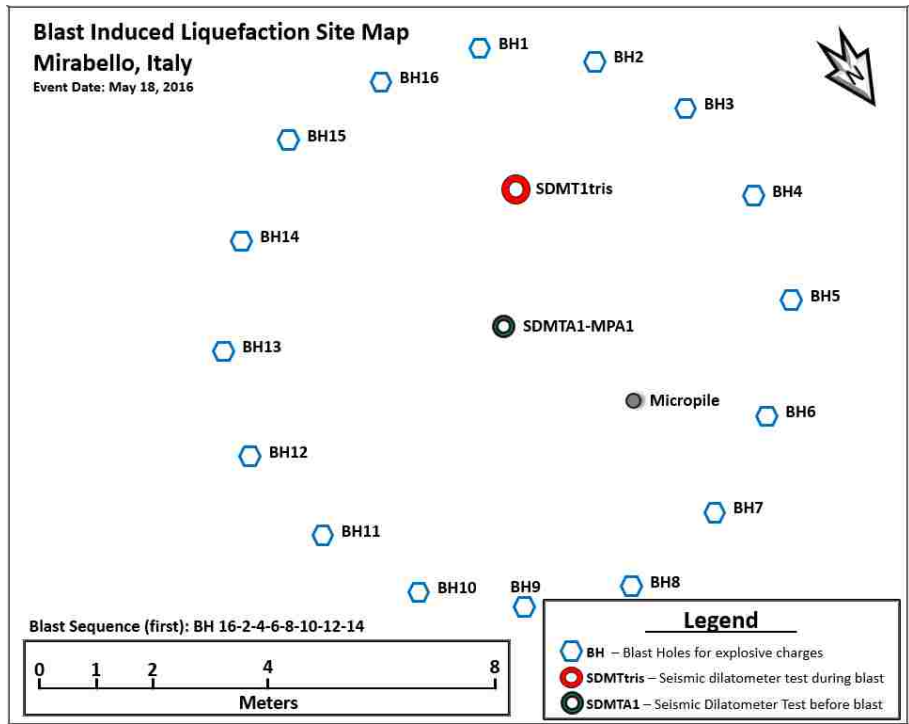 Blast Induced Liquefaction Site Map
Mirabello, Italy
Event Date: May 18, 2016
N
BH1
BH2
BH16
BH3
BH15
SDMT1tris
BH4
BH14
BH5
SDMTA1-MPA1
BH13
Micropile
BH6
BH12
BH7
BH11
BH8
BH10
BH9
Blast Sequence (first): BH 16-2-4-6-8-10-12-14
0 1 2 4 8
Meters
Legend
BH – Blast Holes for explosive charges
SDMTtris – Seismic dilatometer test during blast
SDMTA1 – Seismic Dilatometer Test before blast